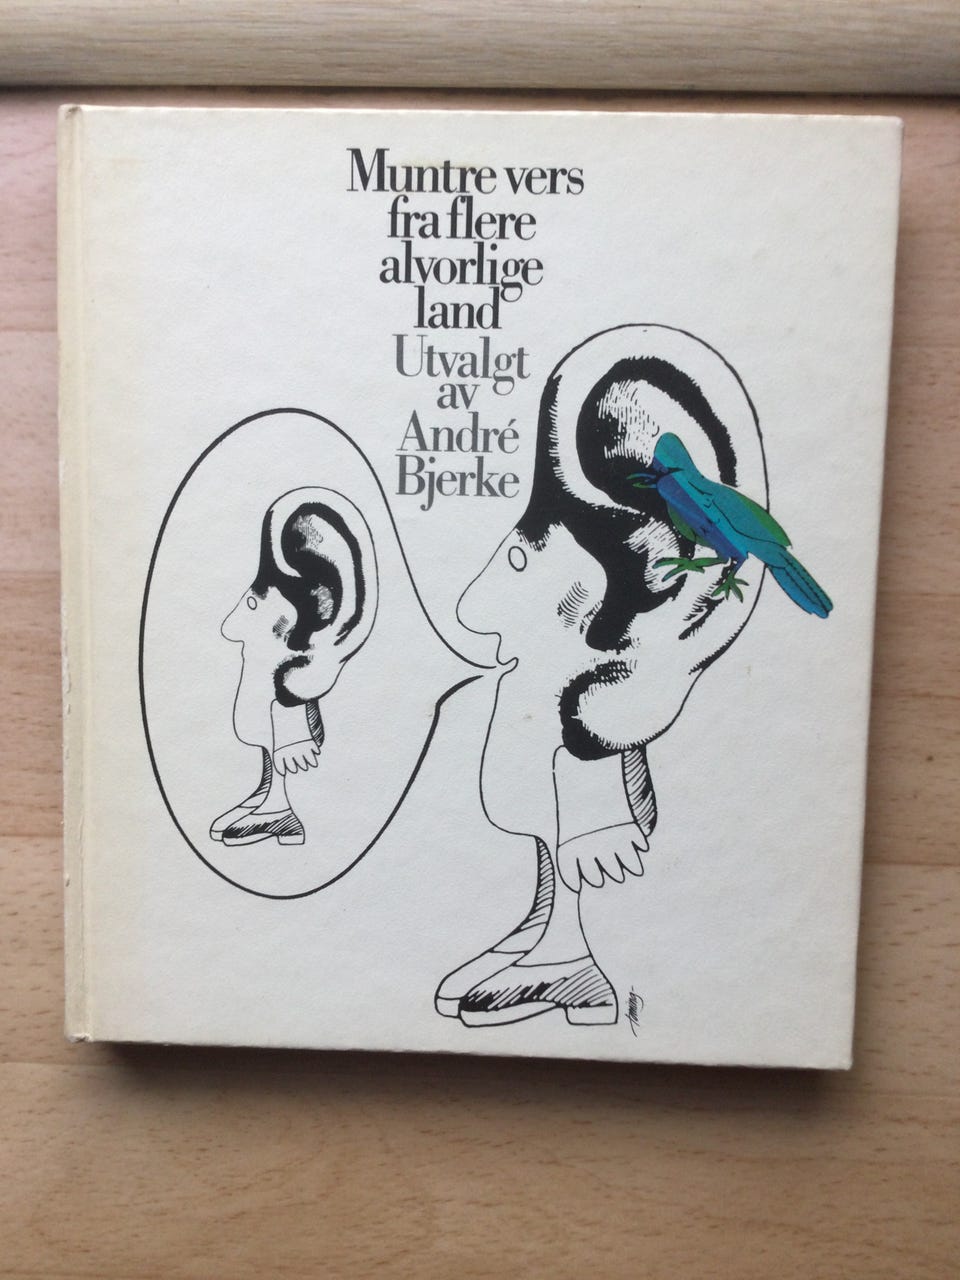 Muntre vers
fra flere
alvorlige
land
Utvalgt
av
André
Bjerke